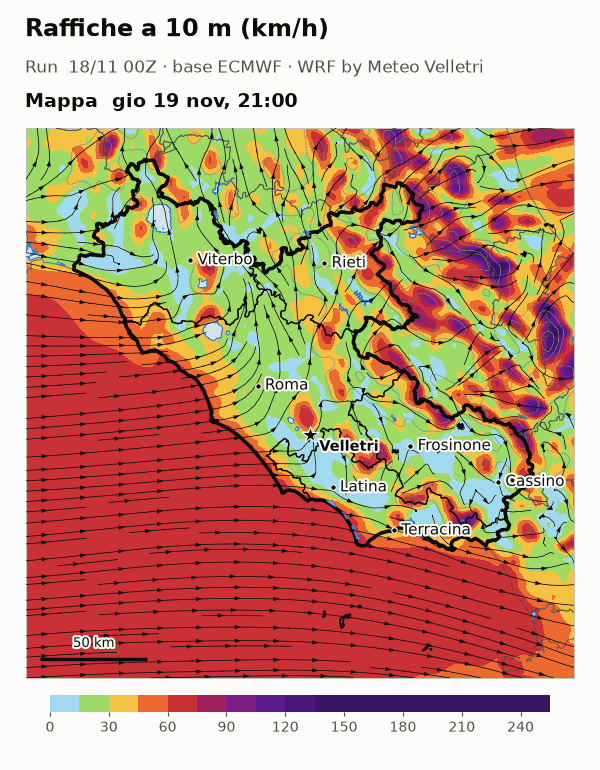 Raffiche a 10 m (km/h)
Run  18/11 00Z · base ECMWF · WRF by Meteo Velletri
Mappa  gio 19 nov, 21:00
Viterbo
Rieti
Roma
Velletri
Frosinone
Cassino
Latina
Terracina
50 km
0 30 60 90 120 150 180 210 240